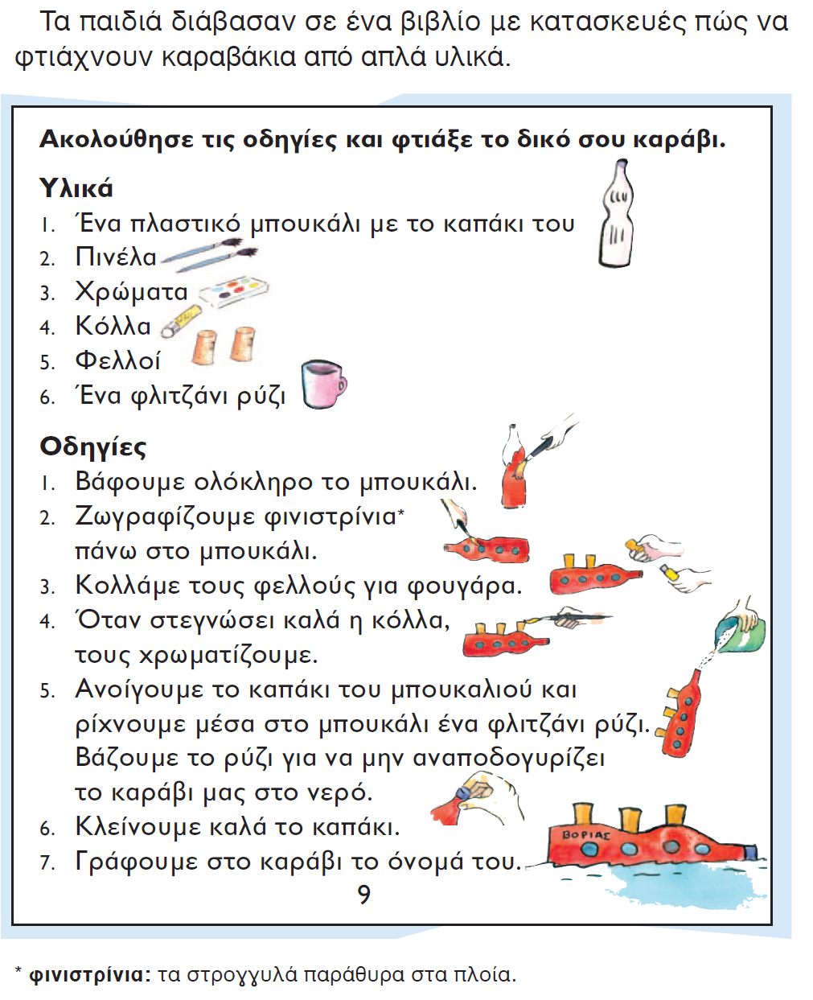 Τα παιδιά διάβασαν σε ένα βιβλίο με κατασκευές πώς να
φτιάχνουν καραβάκια από απλά υλικά.
Ακολούθησε τις οδηγίες και φτιάξε το δικό σου καράβι.
Υλικά
1. Ένα πλαστικό μπουκάλι με το καπάκι του
2. Πινέλα
3. Χρώματα
4. Κόλλα
5. Φελλοί
6. Ένα φλιτζάνι ρύζι
Οδηγίες
1. Βάφουμε ολόκληρο το μπουκάλι.
2. Ζωγραφίζουμε φινιστρίνια*
πάνω στο μπουκάλι.
3. Κολλάμε τους φελλούς για φουγάρα.
4. Όταν στεγνώσει καλά η κόλλα,
τους χρωματίζουμε.
5. Ανοίγουμε το καπάκι του μπουκαλιού και
ρίχνουμε μέσα στο μπουκάλι ένα φλιτζάνι ρύζι.
Βάζουμε το ρύζι για να μην αναποδογυρίζει
το καράβι μας στο νερό.
6. Κλείνουμε καλά το καπάκι.
7. Γράφουμε στο καράβι το όνομά του.
ΒΟΡΙΑΣ
9
* φινιστρίνια: τα στρογγυλά παράθυρα στα πλοία.